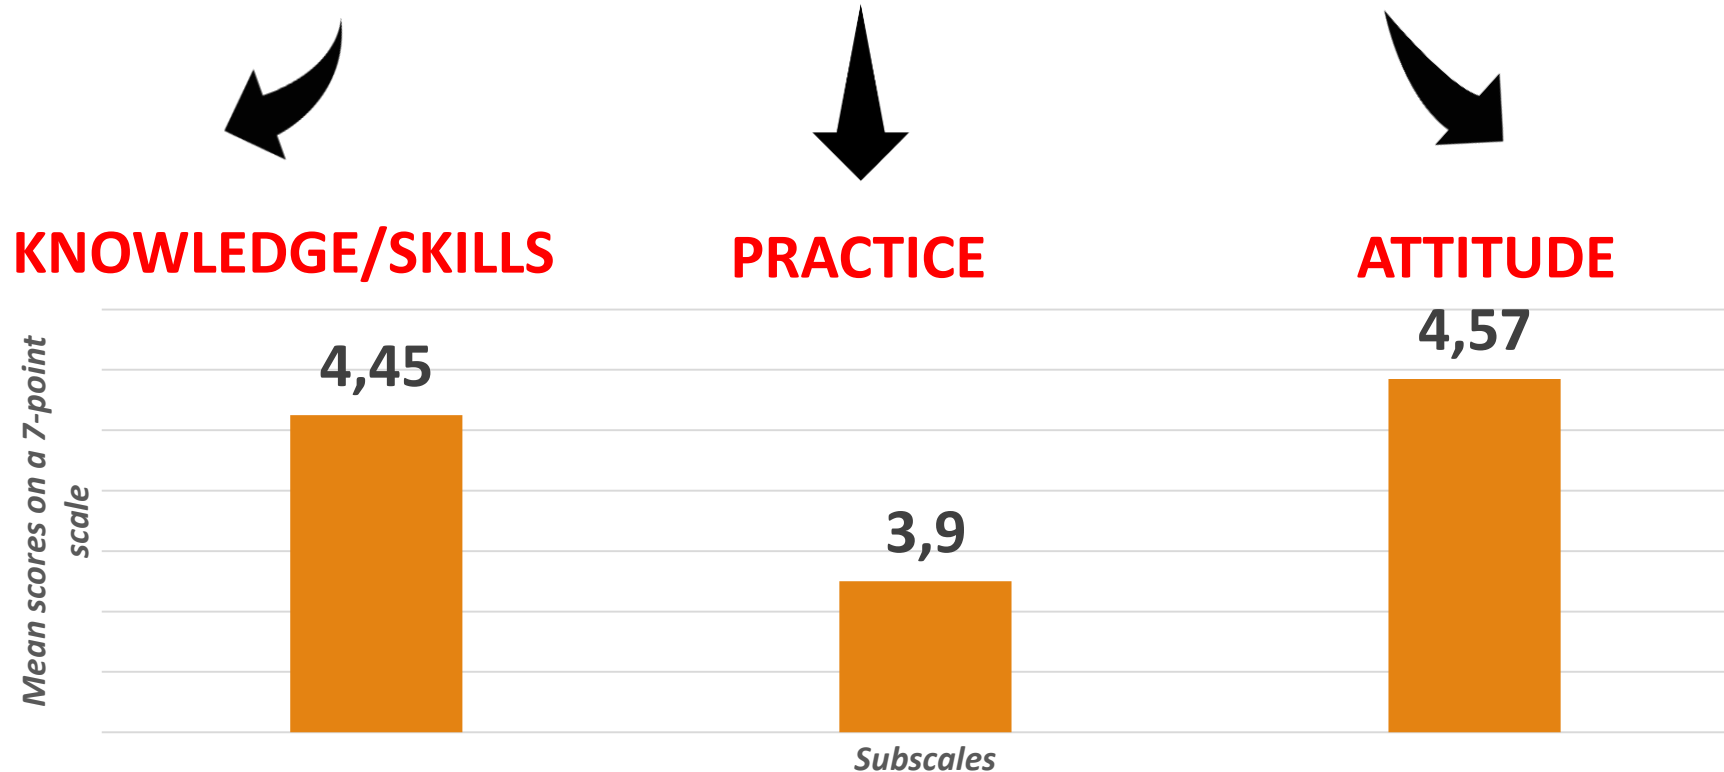 KNOWLEDGE/SKILLS
PRACTICE
ATTITUDE
4,45
3,9
4,57
Mean scores on a 7-point
scale
Subscales